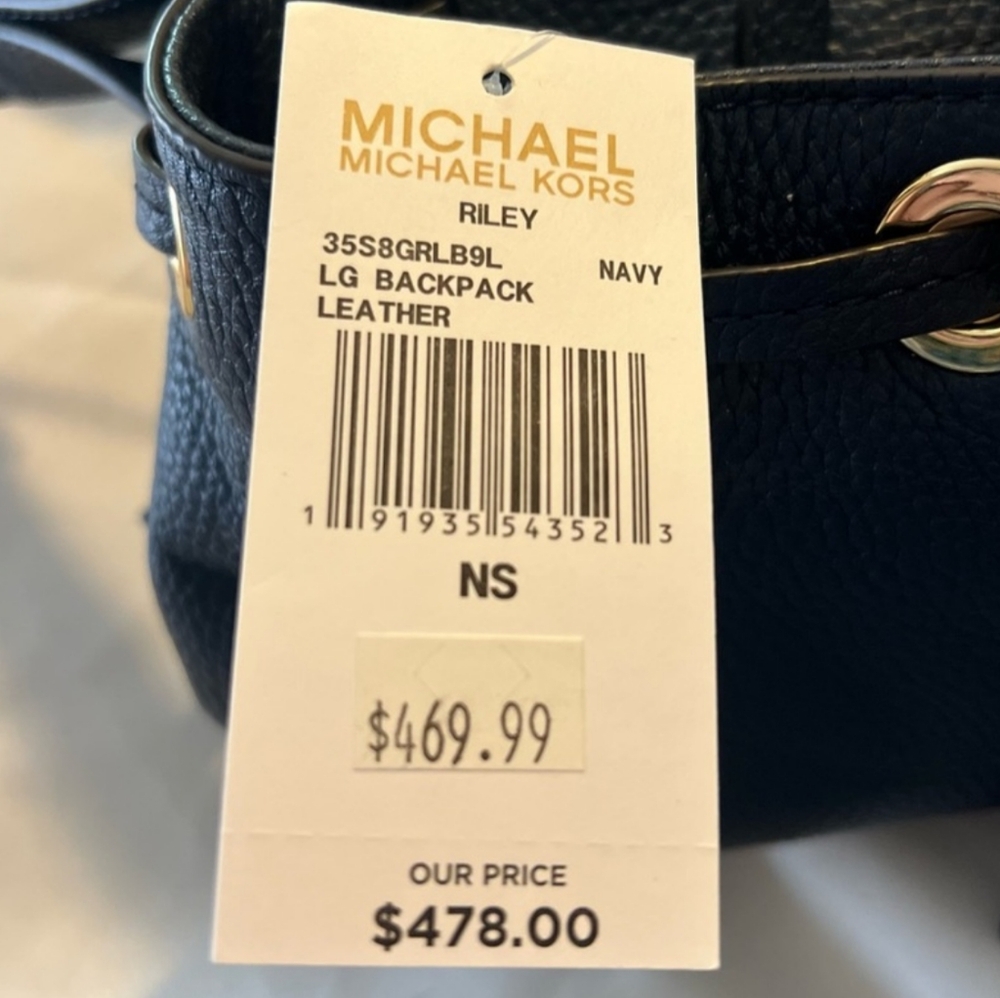 MICHAEL
MICHAEL KORS
RILEY
35S8GRLB9L
NAVY
LG BACKPACK
LEATHER
1 91935 54352 3
NS
$469.99
OUR PRICE
$478.00